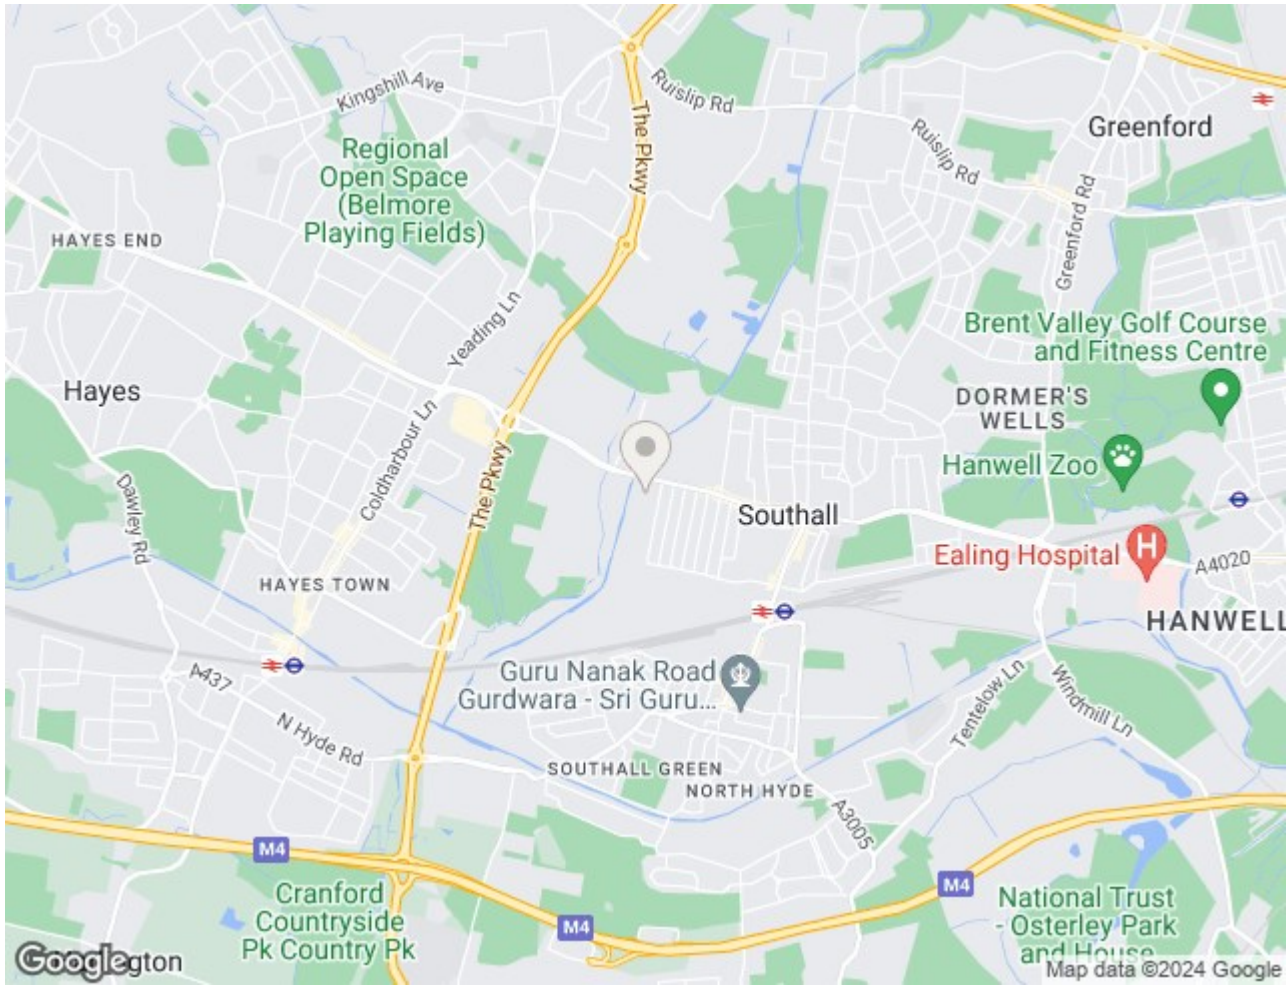 Kingshill Ave
Ruislip Rd
The Pkwy
Greenford
Ruislip Rd
Regional
Open Space
(Belmore
Playing Fields)
HAYES END
Greenford Rd
Yeading Ln
Brent Valley Golf Course
and Fitness Centre
Hayes
DORMER'S
WELLS
Coldharbour Ln
Hanwell Zoo
The Pkwy
Dawley Rd
Southall
Ealing Hospital
H
A4020
HAYES TOWN
HANWELL
Guru Nanak Road
Gurdwara - Sri Guru...
A437
Tentelow Ln
Windmill Ln
N Hyde Rd
SOUTHALL GREEN
NORTH HYDE
A3005
M4
M4
M4
Cranford
Countryside
Pk Country Pk
National Trust
- Osterley Park
and House
Google
ngton
Map data ©2024 Google